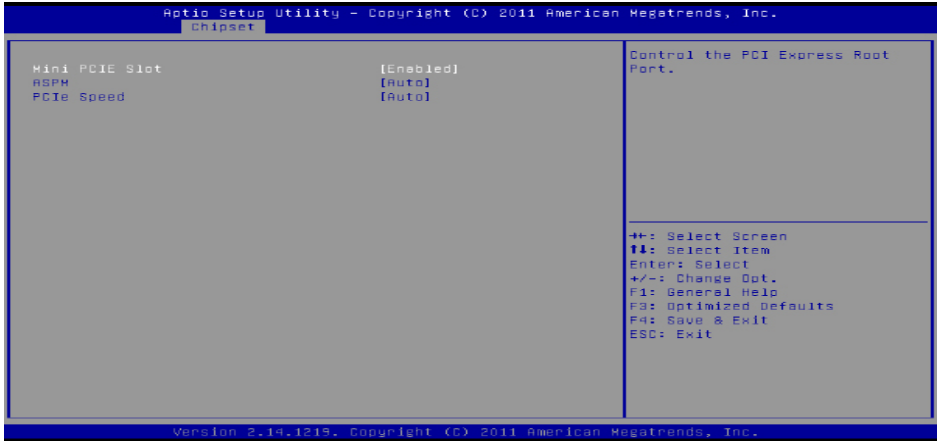 Aptio Setup Utility – Copyright (C) 2011 American Megatrends, Inc.
Chipset
Mini PCIE Slot [Enabled]
ASPM [Auto]
PCIe Speed [Auto]
Control the PCI Express Root
Port.
→←: Select Screen
↑↓: Select Item
Enter: Select
+/-: Change Opt.
F1: General Help
F3: Optimized Defaults
F4: Save & Exit
ESC: Exit
Version 2.14.1219. Copyright (C) 2011 American Megatrends, Inc.